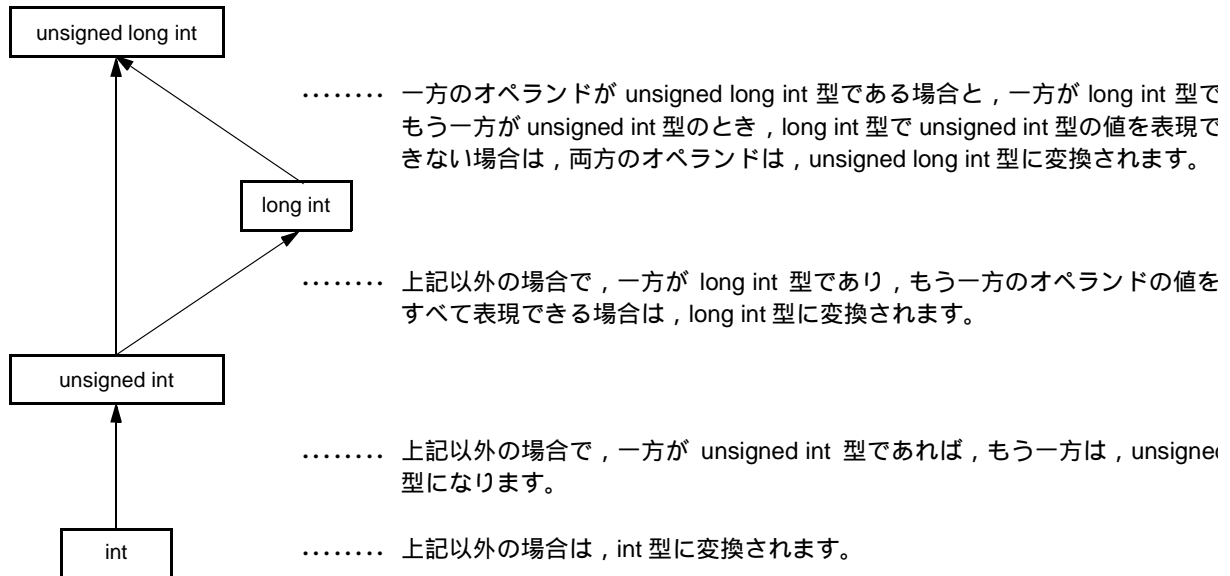 unsigned long int
‥‥‥‥ 一方のオペランドが unsigned long int 型である場合と，一方が long int 型で
もう一方が unsigned int 型のとき，long int 型で unsigned int 型の値を表現で
きない場合は，両方のオペランドは，unsigned long int 型に変換されます。
long int
‥‥‥‥ 上記以外の場合で，一方が long int 型であり，もう一方のオペランドの値を
すべて表現できる場合は，long int 型に変換されます。
unsigned int
‥‥‥‥ 上記以外の場合で，一方が unsigned int 型であれば，もう一方は，unsigned
型になります。
int
‥‥‥‥ 上記以外の場合は，int 型に変換されます。